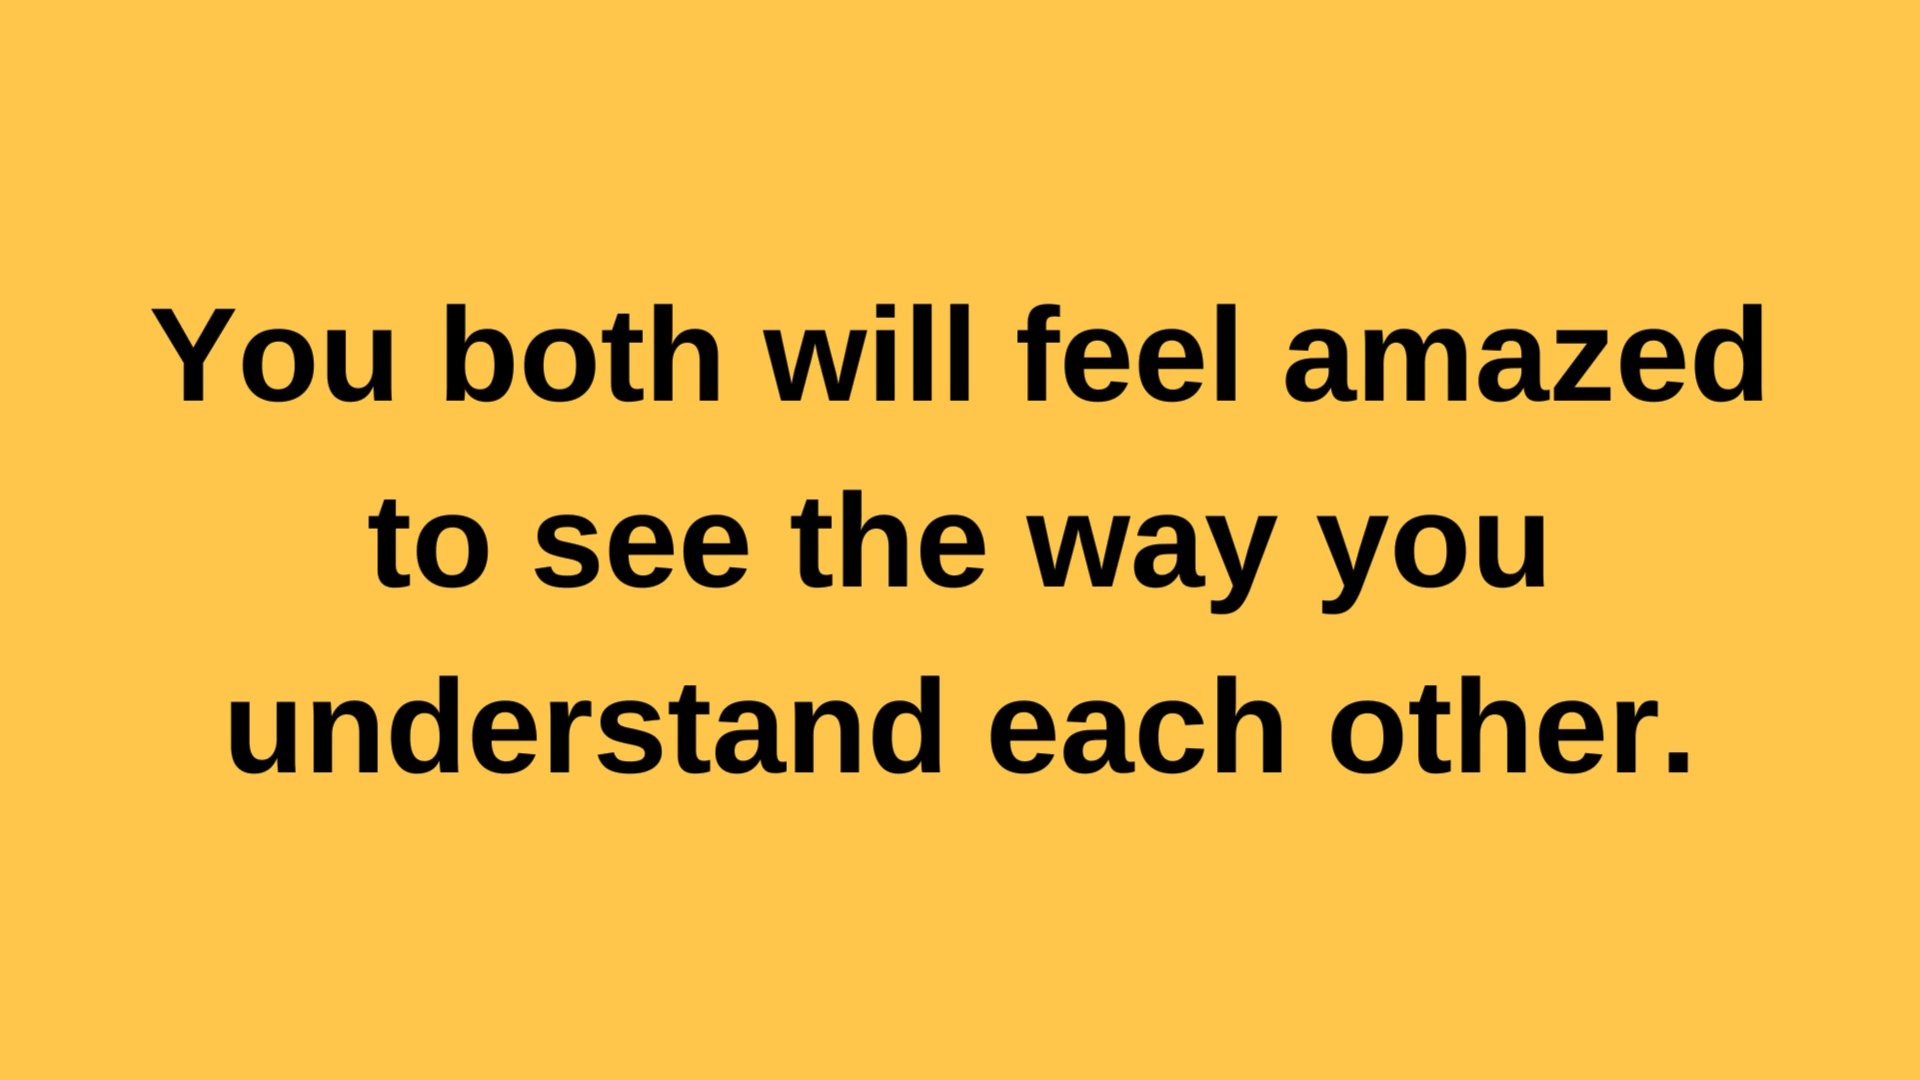 You both will feel amazed
to see the way you
understand each other.